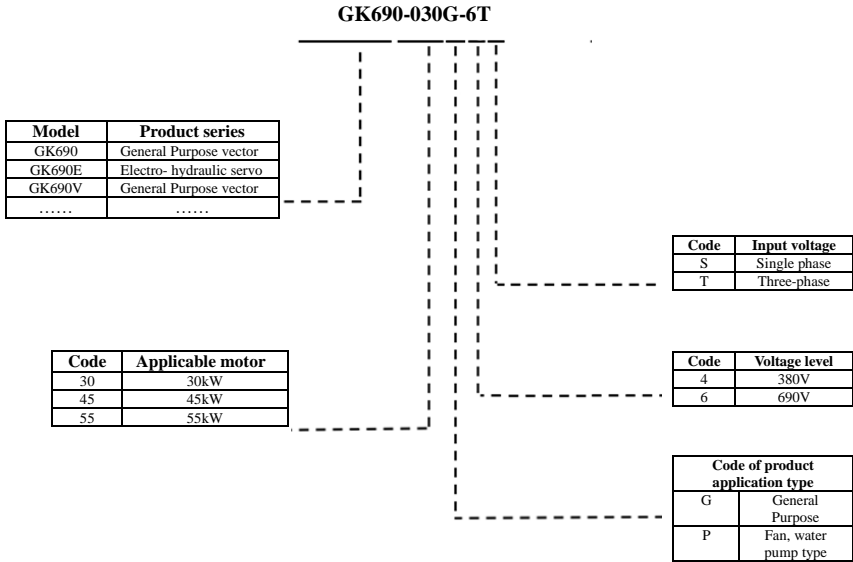 GK690-030G-6T
Model Product series
GK690 General Purpose vector
GK690E Electro- hydraulic servo
GK690V General Purpose vector
…… ……
Code Input voltage
S Single phase
T Three-phase
Code Applicable motor
30 30kW
45 45kW
55 55kW
Code Voltage level
4 380V
6 690V
Code of product
application type
G General
Purpose
P Fan, water
pump type